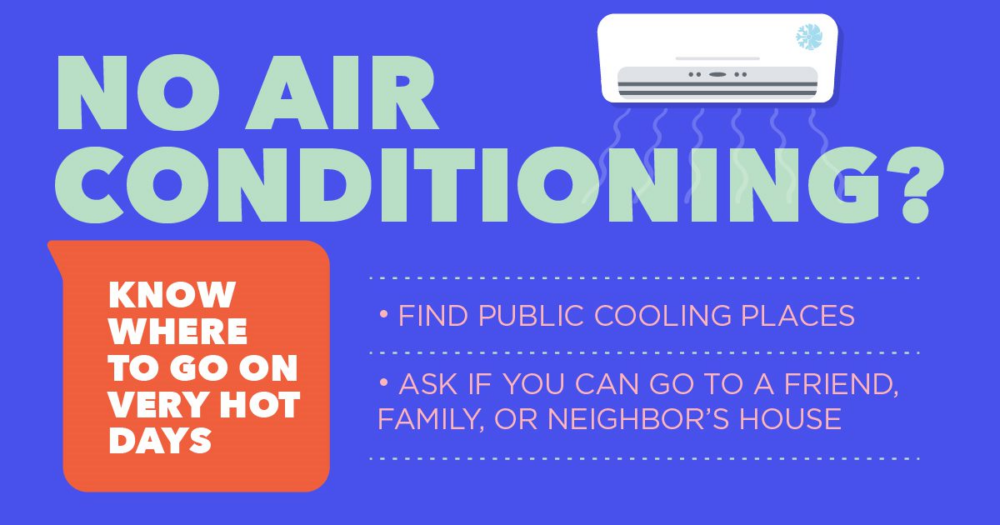 NO AIR
CONDITIONING?
KNOW
WHERE
TO GO ON
VERY HOT
DAYS
• FIND PUBLIC COOLING PLACES
• ASK IF YOU CAN GO TO A FRIEND,
FAMILY, OR NEIGHBOR’S HOUSE